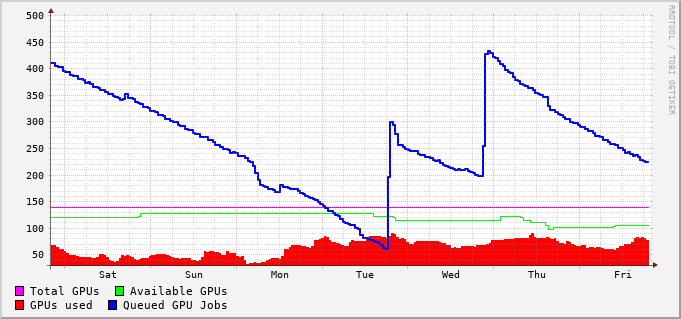 500
450
400
350
300
250
200
150
100
50
Sat Sun Mon Tue Wed Thu Fri
Total GPUs Available GPUs
GPUs used Queued GPU Jobs
RRDTOOL / TOBI OETIKER